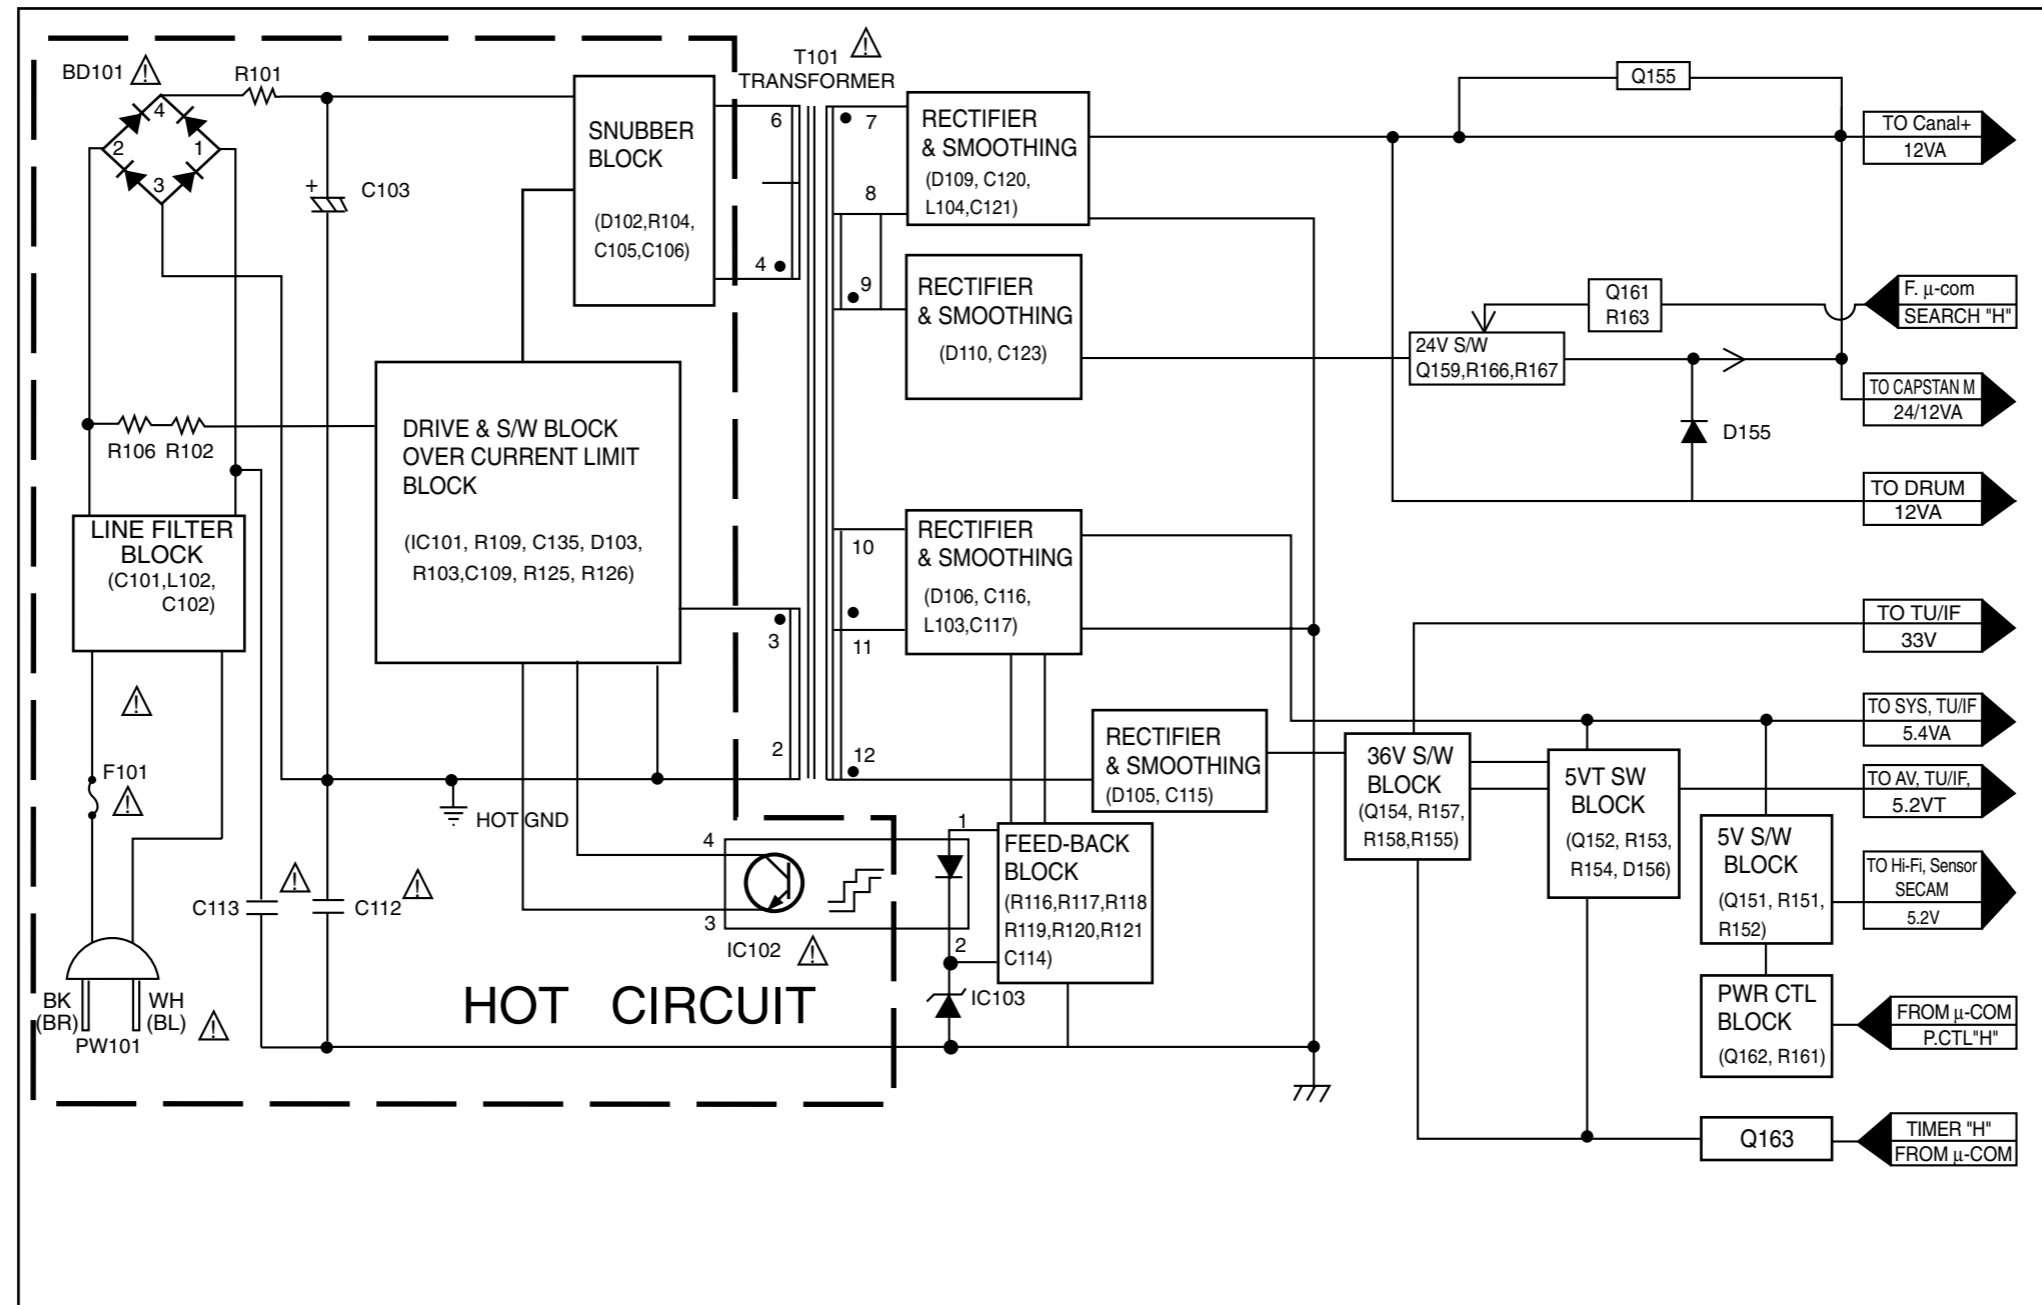 BD101
R101
4
2
1
3
+
C103
R106 R102
LINE FILTER
BLOCK
(C101,L102,
C102)
F101
C113
C112
BK
(BR)
WH
(BL)
PW101
SNUBBER
BLOCK
(D102,R104,
C105,C106)
DRIVE & S/W BLOCK
OVER CURRENT LIMIT
BLOCK
(IC101, R109, C135, D103,
R103,C109, R125, R126)
HOT GND
4
3
IC102
HOT CIRCUIT
T101
TRANSFORMER
6
4
3
2
7
8
9
10
11
12
RECTIFIER
& SMOOTHING
(D109, C120,
L104,C121)
RECTIFIER
& SMOOTHING
(D110, C123)
RECTIFIER
& SMOOTHING
(D106, C116,
L103,C117)
RECTIFIER
& SMOOTHING
(D105, C115)
1
2
FEED-BACK
BLOCK
(R116,R117,R118
R119,R120,R121
C114)
IC103
Q155
Q161
R163
24V S/W
Q159,R166,R167
D155
36V S/W
BLOCK
(Q154, R157,
R158,R155)
5VT SW
BLOCK
(Q152, R153,
R154, D156)
5V S/W
BLOCK
(Q151, R151,
R152)
PWR CTL
BLOCK
(Q162, R161)
Q163
TO Canal+
12VA
F. μ-com
SEARCH "H"
TO CAPSTAN M
24/12VA
TO DRUM
12VA
TO TU/IF
33V
TO SYS, TU/IF
5.4VA
TO AV, TU/IF,
5.2VT
TO Hi-Fi, Sensor
SECAM
5.2V
FROM μ-COM
P.CTL"H"
TIMER "H"
FROM μ-COM